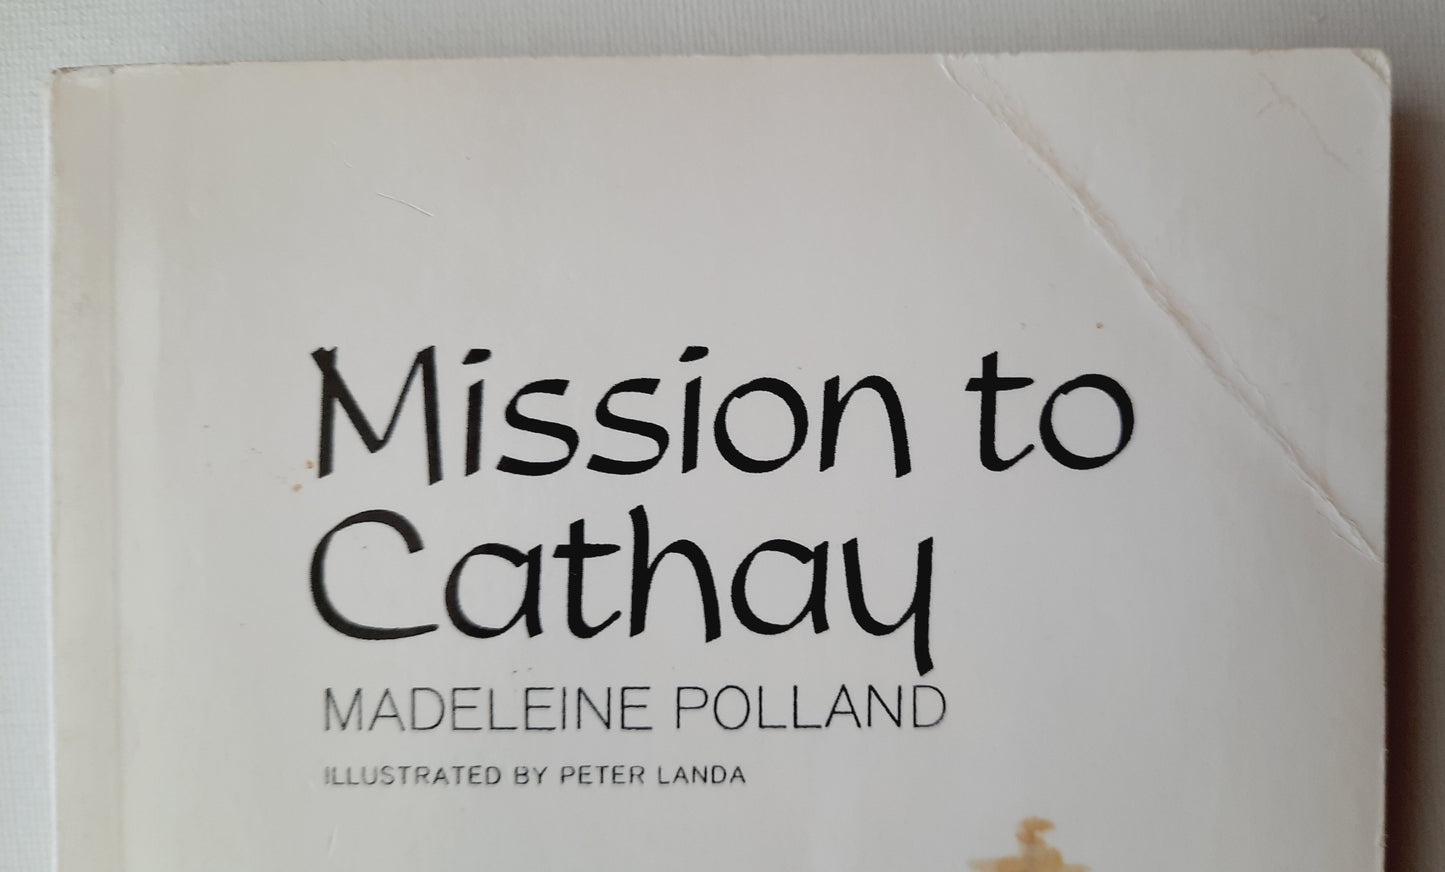 Mission to
Cathay
MADELEINE POLLAND
ILLUSTRATED BY PETER LANDA